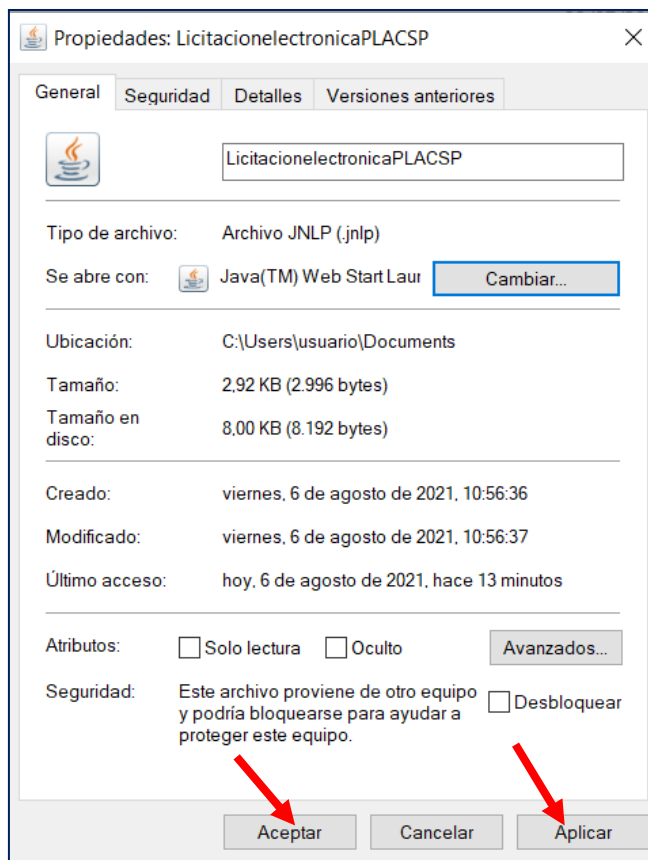 Propiedades: LicitacionelectronicaPLACSP
General Seguridad Detalles Versiones anteriores
LicitacionelectronicaPLACSP
Tipo de archivo: Archivo JNLP (.jnlp)
Se abre con: Java(TM) Web Start Laur Cambiar...
Ubicación: C:\Users\usuario\Documents
Tamaño: 2,92 KB (2.996 bytes)
Tamaño en
disco: 8,00 KB (8.192 bytes)
Creado: viernes, 6 de agosto de 2021, 10:56:36
Modificado: viernes, 6 de agosto de 2021, 10:56:37
Último acceso: hoy, 6 de agosto de 2021, hace 13 minutos
Atributos: Solo lectura Oculto Avanzados...
Seguridad: Este archivo proviene de otro equipo
y podría bloquearse para ayudar a
proteger este equipo.
Desbloquear
Aceptar Cancelar Aplicar